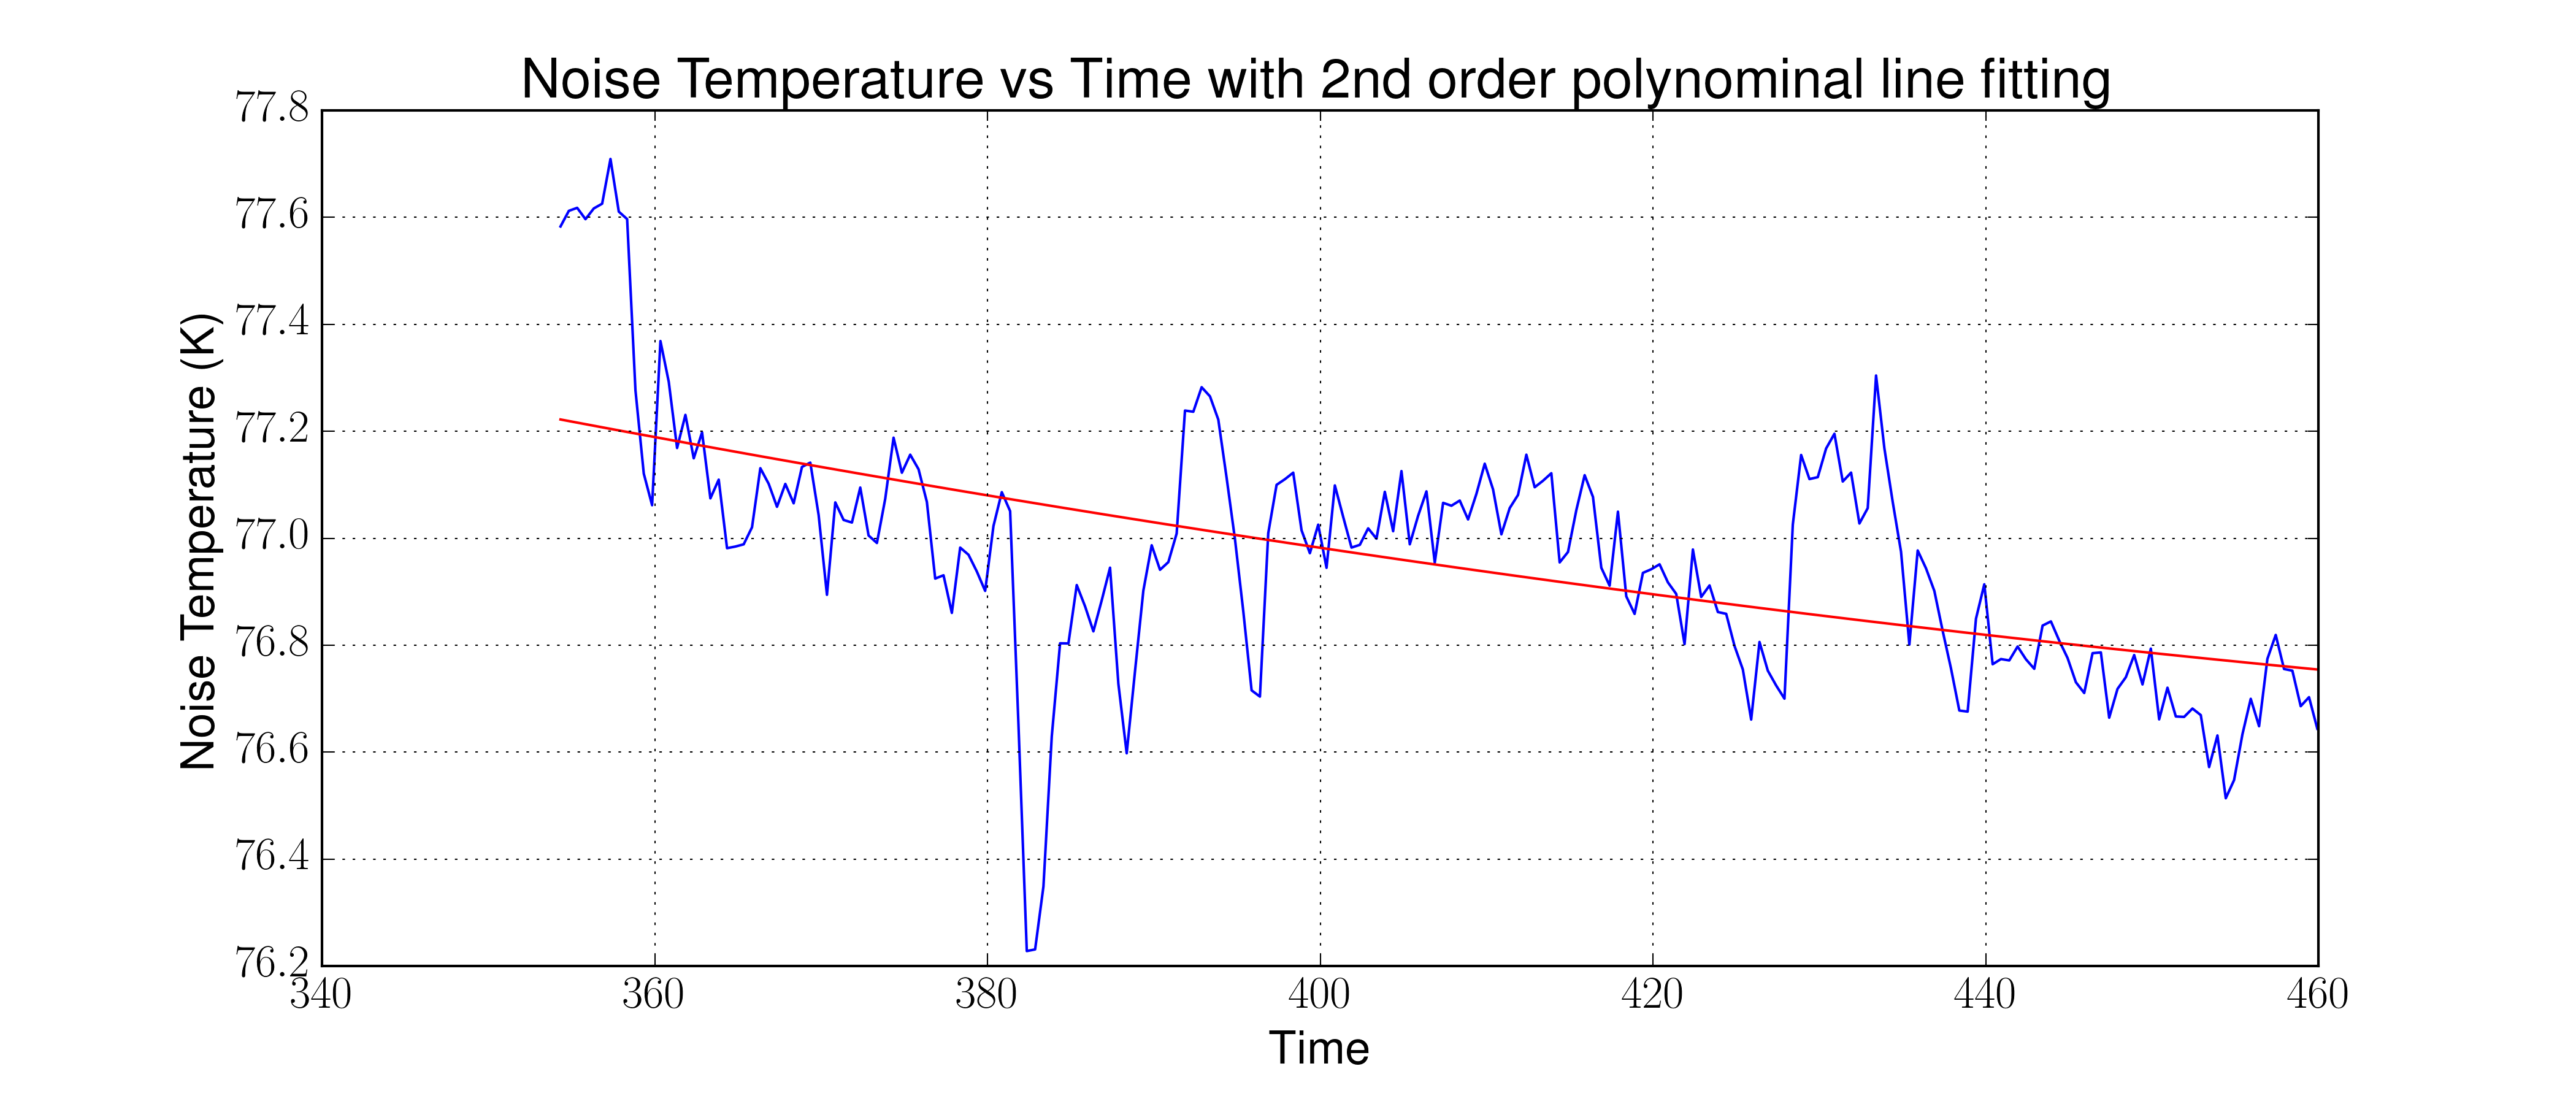 Noise Temperature vs Time with 2nd order polynominal line fitting
77.8
77.6
77.4
77.2
77.0
76.8
76.6
76.4
76.2
Noise Temperature (K)
340 360 380 400 420 440 460
Time